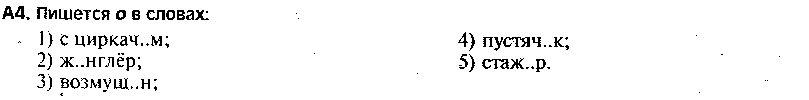 А4. Пишется о в словах:
1) с циркач..м;
2) ж..нглёр;
3) возмущ..н;
4) пустяч..к;
5) стаж..р.